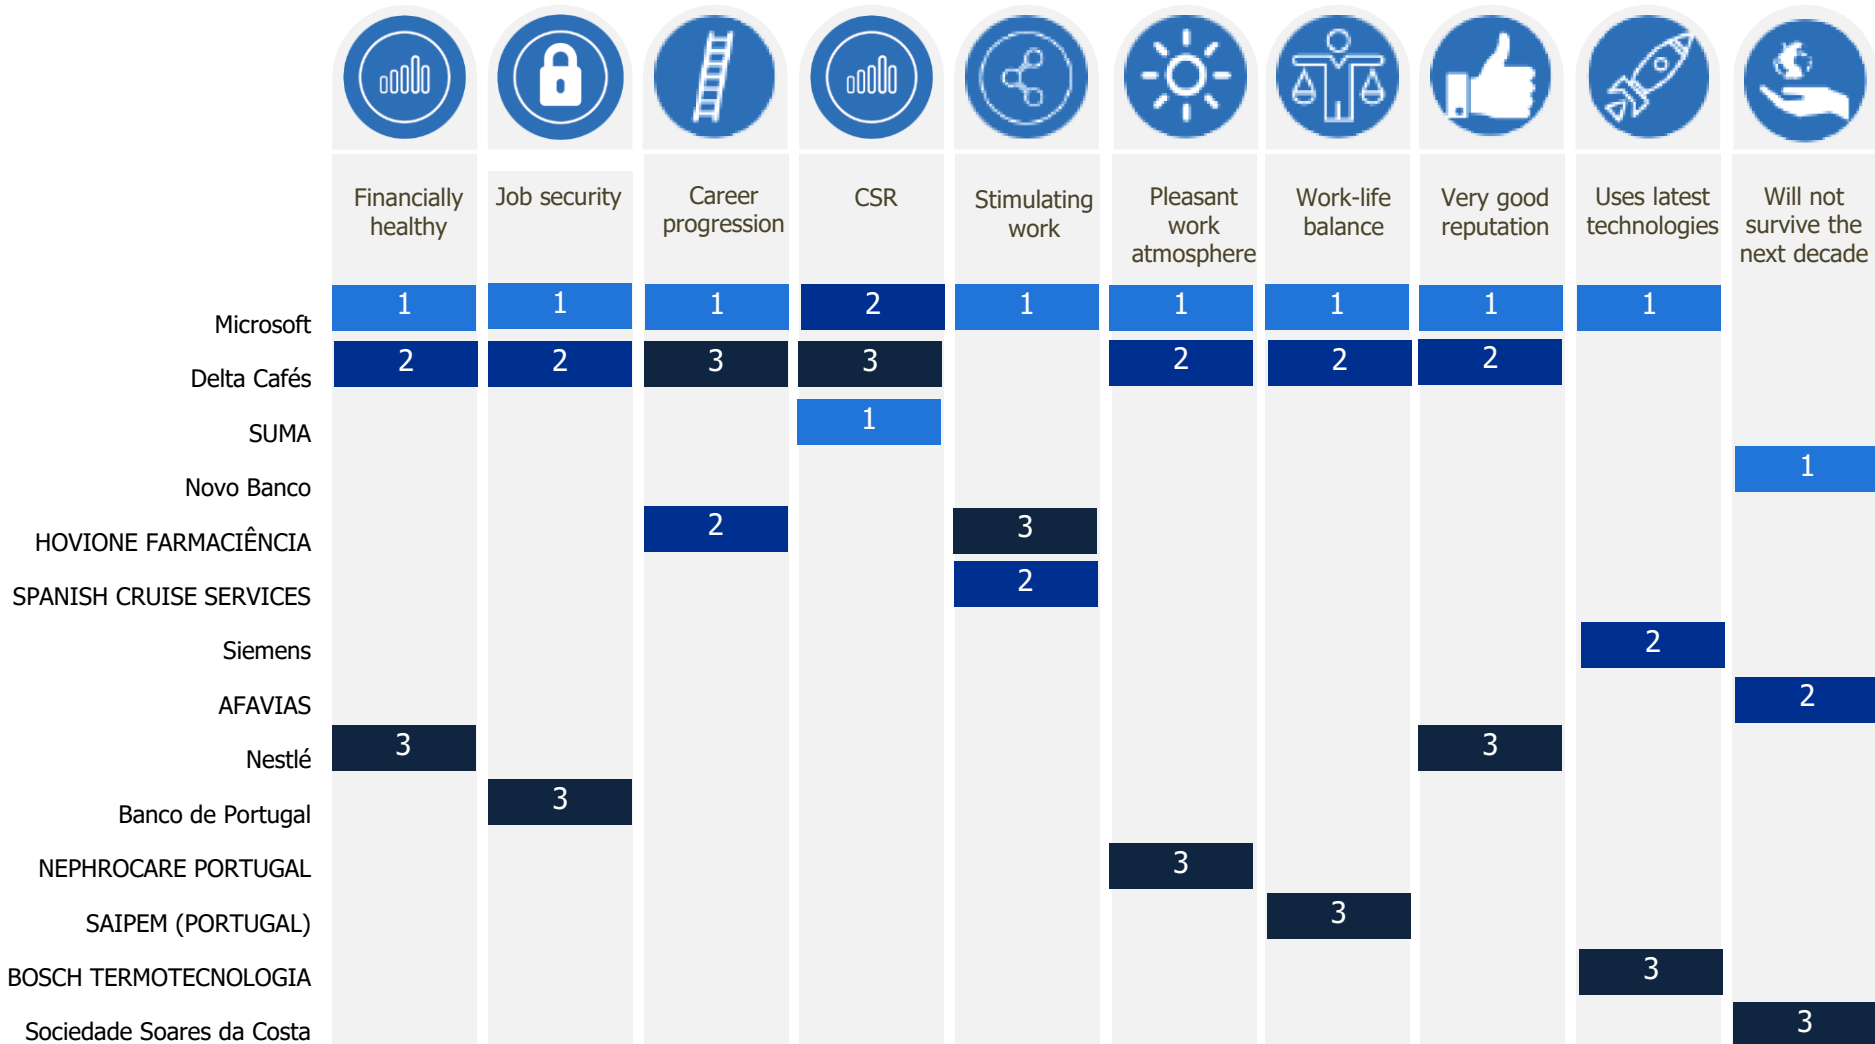 Financially
healthy
Job security
Career
progression
CSR
Stimulating
work
Pleasant
work
atmosphere
Work-life
balance
Very good
reputation
Uses latest
technologies
Will not
survive the
next decade
Microsoft 1 1 1 2 1 1 1 1 1
Delta Cafés 2 2 3 3 2 2 2
SUMA 1
Novo Banco 1
HOVIONE FARMACIÊNCIA 2 3
SPANISH CRUISE SERVICES 2
Siemens 2
AFAVIAS 2
Nestlé 3 3
Banco de Portugal 3
NEPHROCARE PORTUGAL 3
SAIPEM (PORTUGAL) 3
BOSCH TERMOTECNOLOGIA 3
Sociedade Soares da Costa 3